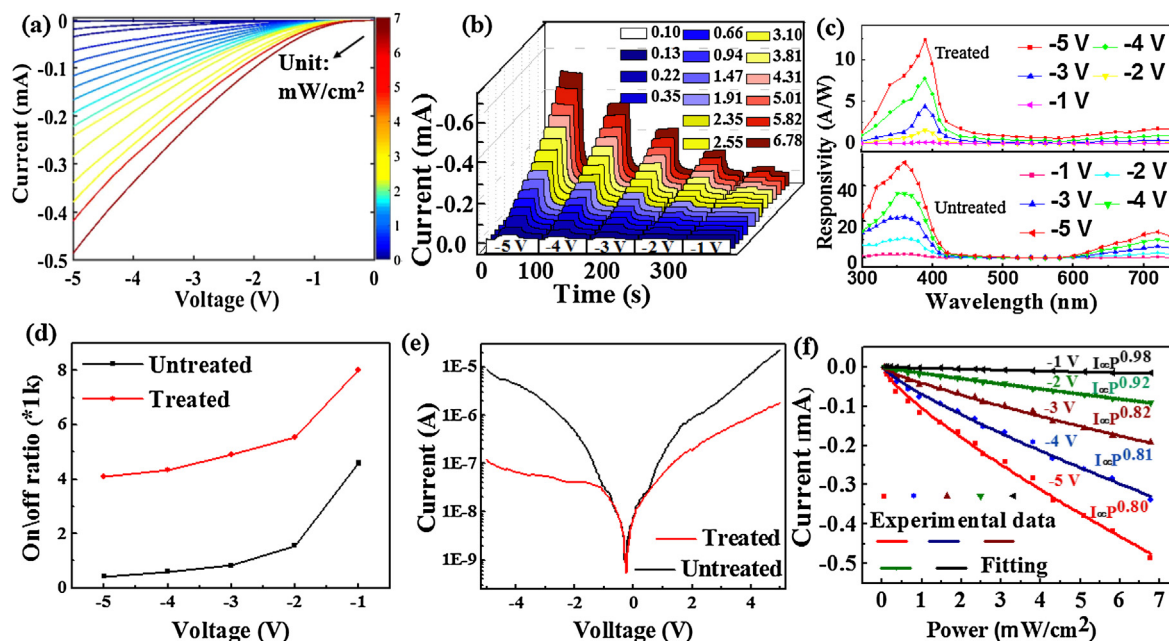 (a)
Unit:
mW/cm²
Current (mA)
0
-0.1
-0.2
-0.3
-0.4
-0.5
-5 -4 -3 -2 -1 0
Voltage (V)
7
6
5
4
3
2
1
0
(b)
0.10 0.66 3.10
0.13 0.94 3.81
0.22 1.47 4.31
0.35 1.91 5.01
2.35 5.82
2.55 6.78
Current (mA)
-0.6
-0.4
-0.2
0.0
-5 V -4 V -3 V -2 V -1 V
0 100 200 300
Time (s)
(c)
Responsivity (A/W)
10
5
0
Treated
-5 V -4 V
-3 V -2 V
-1 V
40
20
0
Untreated
-1 V -2 V
-3 V -4 V
-5 V
300 400 500 600 700
Wavelength (nm)
(d)
Untreated
Treated
On\off ratio (*1k)
8
6
4
2
0
-5 -4 -3 -2 -1
Voltage (V)
(e)
Current (A)
1E-5
1E-6
1E-7
1E-8
1E-9
Treated
Untreated
-4 -2 0 2 4
Volltage (V)
(f)
Current (mA)
0.0
-0.1
-0.2
-0.3
-0.4
-0.5
-1 V I∝P^0.98
-2 V I∝P^0.92
-3 V I∝P^0.82
-4 V I∝P^0.81
-5 V I∝P^0.80
Experimental data
Fitting
0 1 2 3 4 5 6 7
Power (mW/cm²)